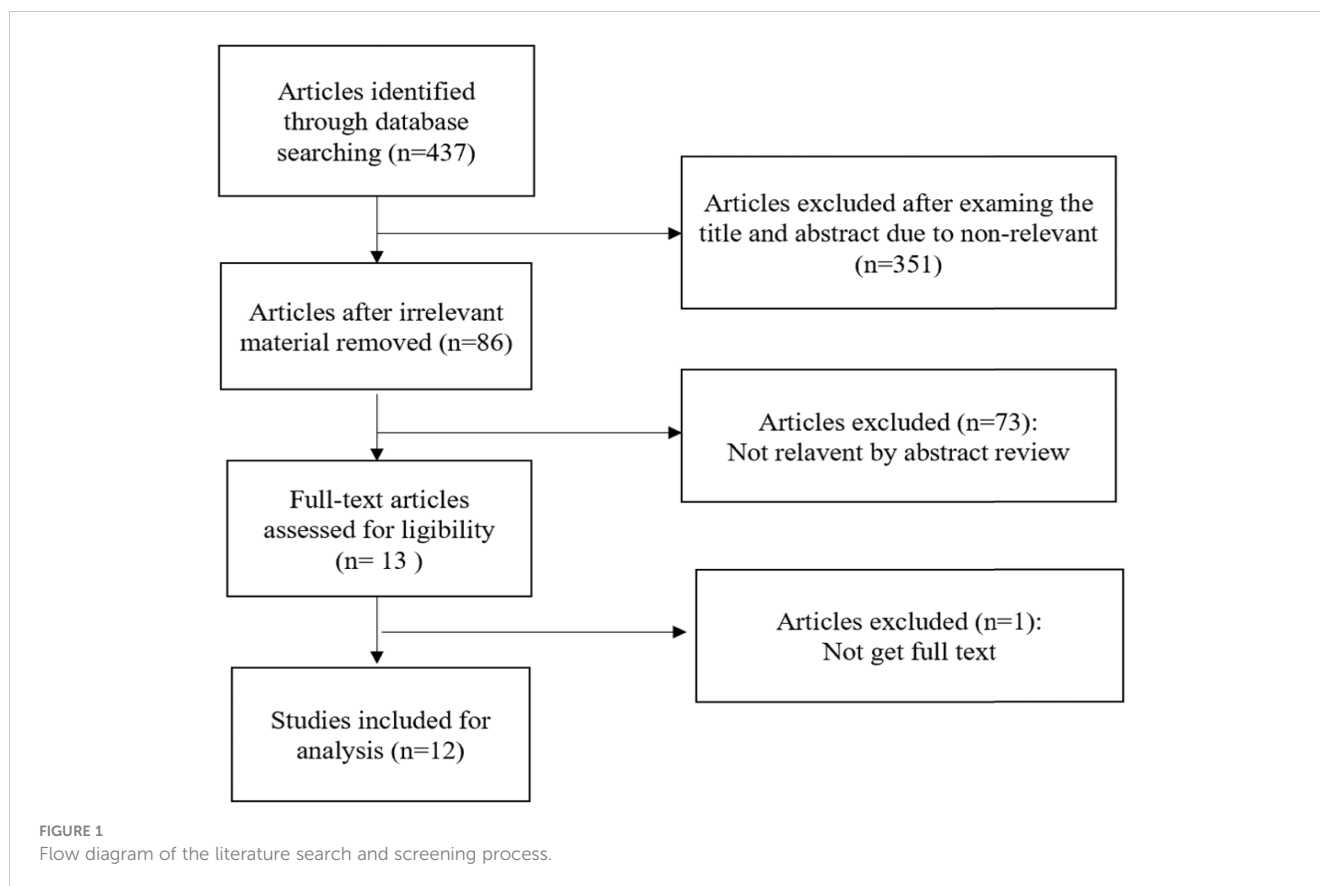 Articles identified
through database
searching (n=437)
Articles excluded after examining the
title and abstract due to non-relevant
(n=351)
Articles after irrelevant
material removed (n=86)
Articles excluded (n=73):
Not relavent by abstract review
Full-text articles
assessed for ligibility
(n= 13 )
Articles excluded (n=1):
Not get full text
Studies included for
analysis (n=12)
FIGURE 1
Flow diagram of the literature search and screening process.